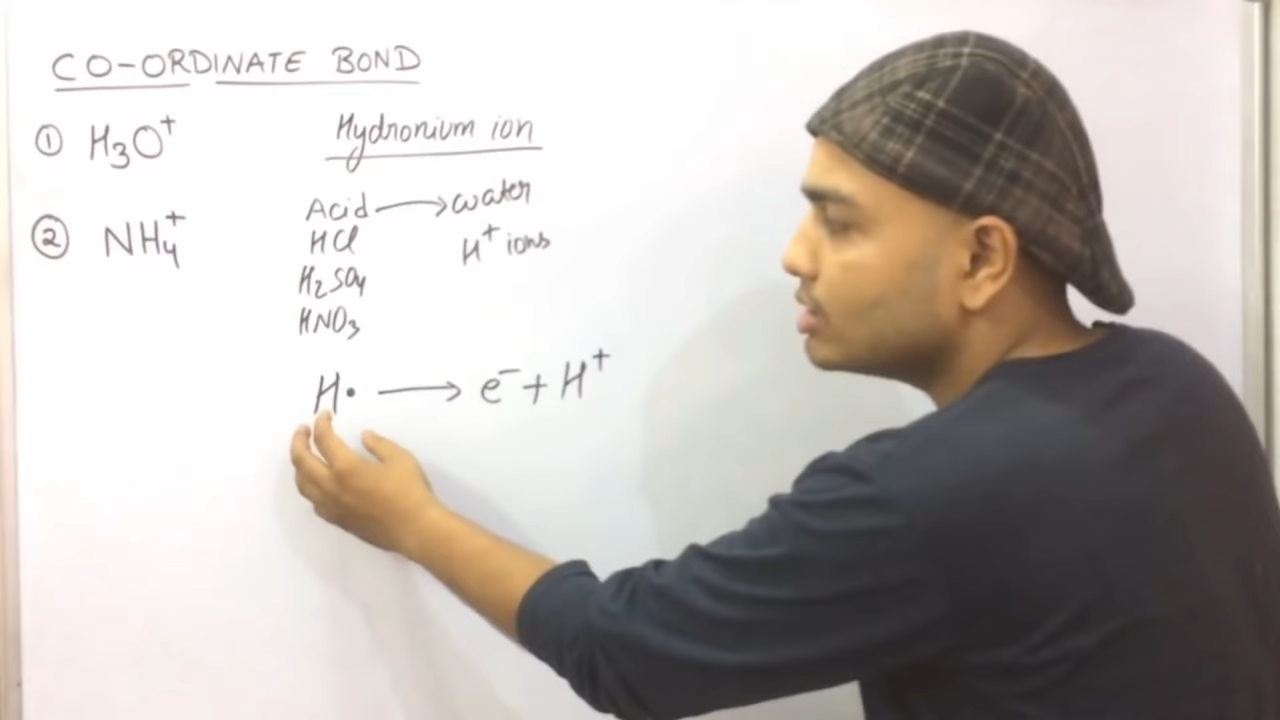 CO-ORDINATE BOND
① H₃O⁺
② NH₄⁺
Hydronium ion
Acid → water
HCl H⁺ ions
H₂SO₄
HNO₃
H• → e⁻ + H⁺